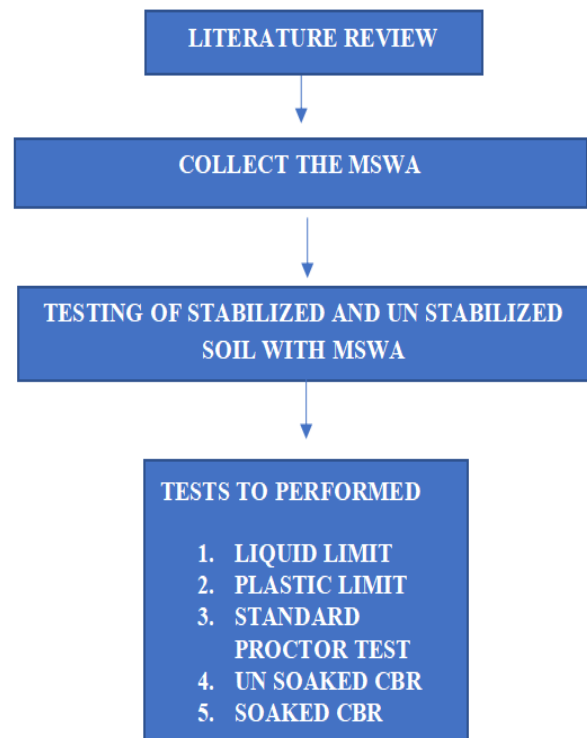 LITERATURE REVIEW
COLLECT THE MSWA
TESTING OF STABILIZED AND UN STABILIZED
SOIL WITH MSWA
TESTS TO PERFORMED
1. LIQUID LIMIT
2. PLASTIC LIMIT
3. STANDARD
PROCTOR TEST
4. UN SOAKED CBR
5. SOAKED CBR